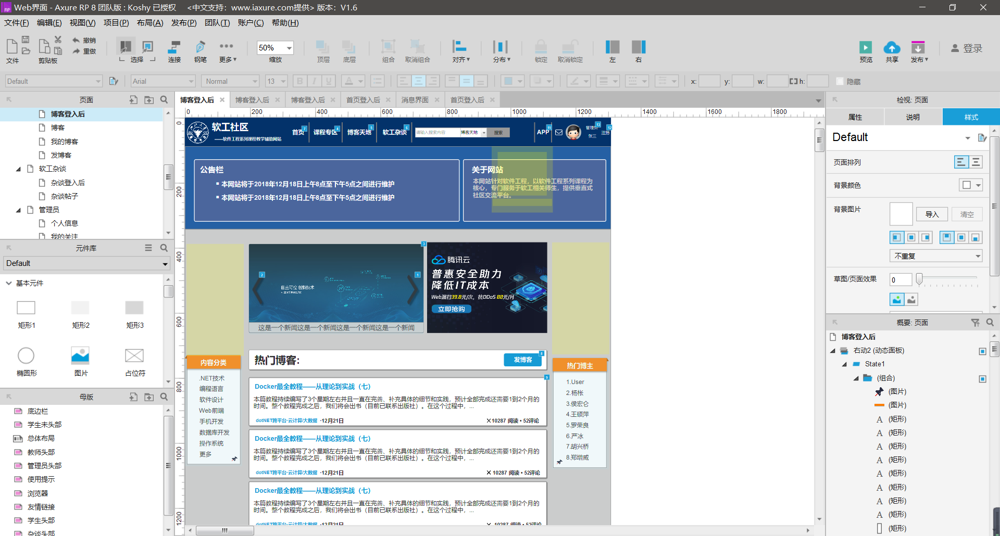 Web界面 - Axure RP 8 团队版 : Koshy 已授权 <中文支持：www.iaxure.com提供> 版本：V1.6
文件(F) 编辑(E) 视图(V) 项目(P) 布局(A) 发布(P) 团队(T) 账户(C) 帮助(H)
撤销
重做
文件 剪贴板 选择 连接 钢笔 更多▾
50%
缩放 顶层 底层 组合 取消组合 对齐▾ 分布▾ 锁定 取消锁定 左 右 预览 共享 发布▾ 登录
Default Arial Normal 13 B I U A x: y: w: h: 隐藏
页面
博客登入后
博客
我的博客
发博客
软工杂谈
杂谈登入后
杂谈帖子
管理员
个人信息
我的关注
元件库
Default
基本元件
矩形1 矩形2 矩形3
椭圆形 图片 占位符
母版
底边栏
学生未头部
总体布局
教师头部
管理员头部
使用提示
浏览器
友情链接
学生头部
杂谈头部
博客登入后 博客登入后 博客登入后 首页登入后 消息界面 首页登入后
0 200 400 600 800 1000 1200 1400 1600 1800
0
200
400
600
800
1000
1200
软工社区
——软件工程系列课程教学辅助网站
首页 7 课程专区 4 博客天地 5 软工杂谈 6
请输入搜索内容 博客天地 搜索
APP 11 管理员 13 张三 注销 12
公告栏
本网站将于2018年12月18日上午8点至下午5点之间进行维护
本网站将于2018年12月18日上午8点至下午5点之间进行维护
关于网站
本网站针对软件工程，以软件工程系列课程为
核心，专门服务于软工相关师生，提供垂直式
社区交流平台。
3
2 1
自主可控 创新技术
这是一个新闻这是一个新闻这是一个新闻这是一个新闻
腾讯云
普惠安全助力
降低IT成本
Web漏扫39.8元/次，抗DDoS 88元/月
立即抢购
内容分类
.NET技术
编程语言
软件设计
Web前端
手机开发
数据库开发
操作系统
更多
热门博客:
发博客 8
9
Docker最全教程——从理论到实战（七）
本篇教程持续编写了3个星期左右并且一直在完善、补充具体的细节和实践，预计全部完成还需要1到2个月的
时间。整个教程完成之后，我们将会出书（目前已联系出版社）。在这个过程中，...
dotNET跨平台·云计算/大数据 ·12月21日 10287 阅读 • 52评论
Docker最全教程——从理论到实战（七）
本篇教程持续编写了3个星期左右并且一直在完善、补充具体的细节和实践，预计全部完成还需要1到2个月的
时间。整个教程完成之后，我们将会出书（目前已联系出版社）。在这个过程中，...
dotNET跨平台·云计算/大数据 ·12月21日 10287 阅读 • 52评论
Docker最全教程——从理论到实战（七）
本篇教程持续编写了3个星期左右并且一直在完善、补充具体的细节和实践，预计全部完成还需要1到2个月的
时间。整个教程完成之后，我们将会出书（目前已联系出版社）。在这个过程中，...
dotNET跨平台·云计算/大数据 ·12月21日 10287 阅读 • 52评论
热门博主
1.User
2.杨枨
3.侯宏仑
4.王硕萍
5.罗荣良
6.严冰
7.胡兴桥
8.郑增威
检视: 页面
属性 说明 样式
Default
页面排列
背景颜色
背景图片 导入 清空
不重复
草图/页面效果 0
概要: 页面
博客登入后
右动2 (动态面板)
State1
(组合)
(图片)
(图片)
A (矩形)
A (矩形)
A (矩形)
A (矩形)
A (矩形)
A (矩形)
A (矩形)
A (矩形)
(矩形)